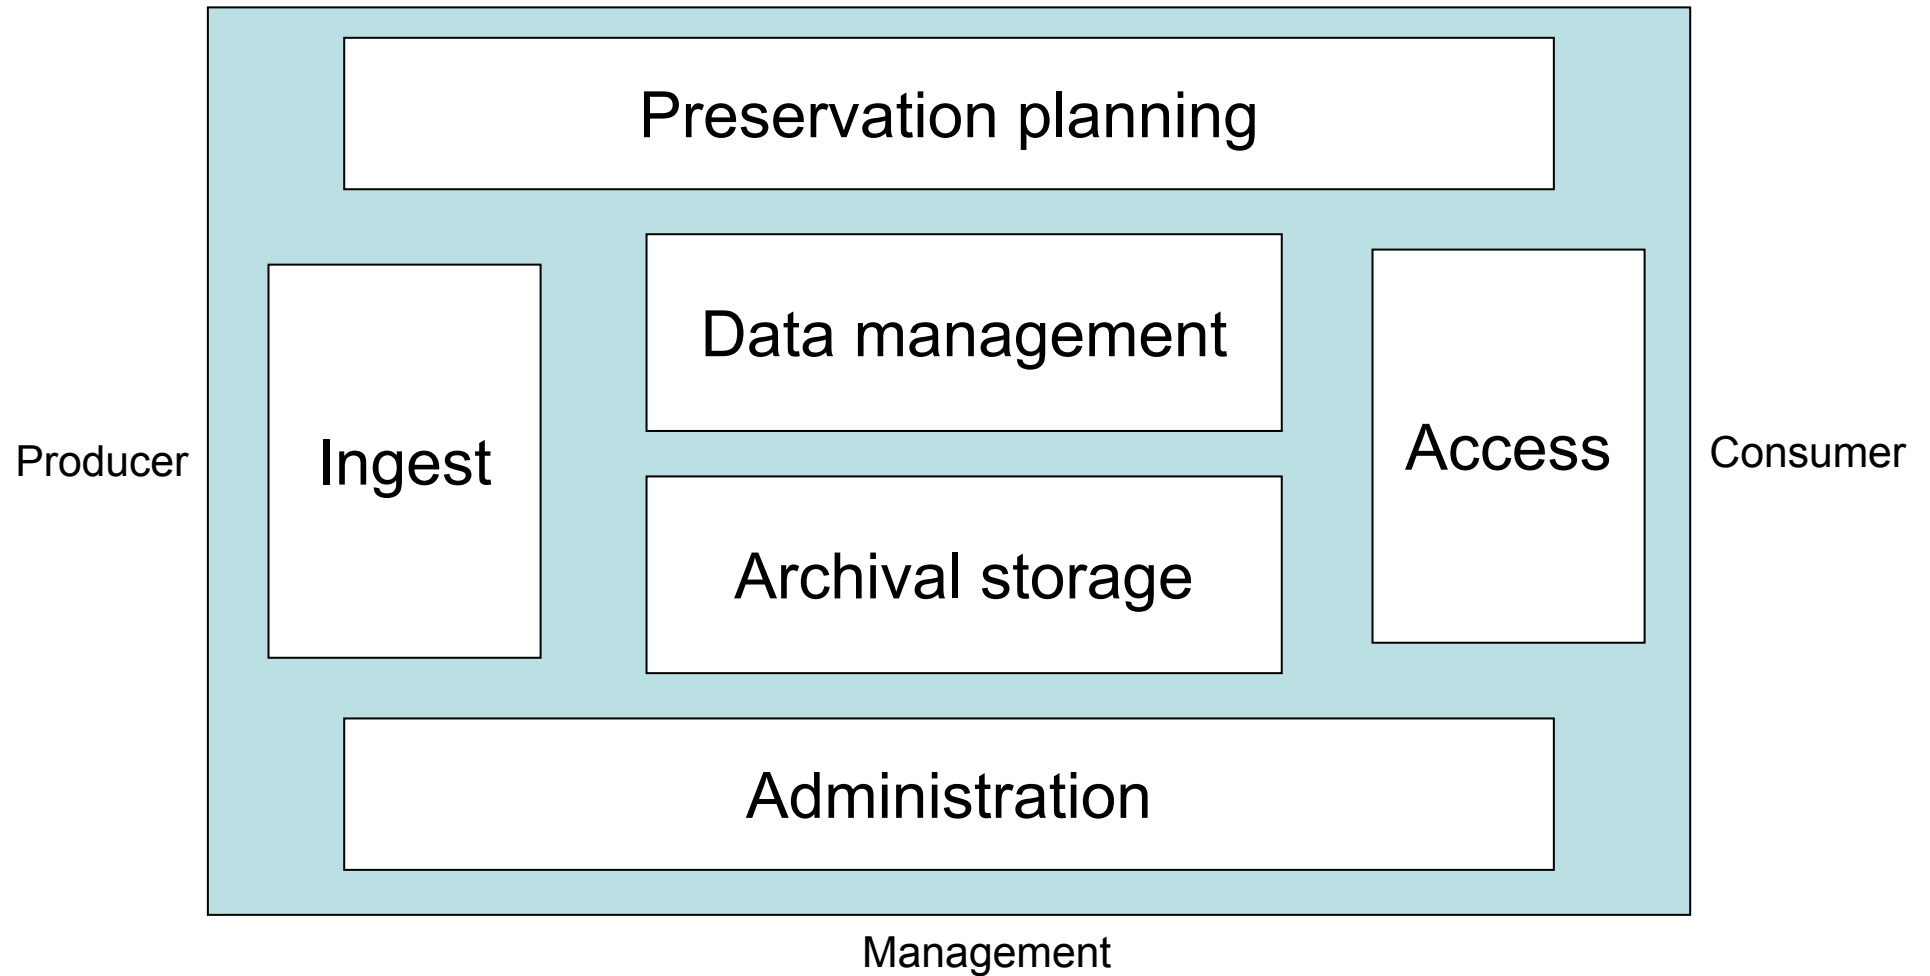 Preservation planning
Data management
Producer
Ingest
Access
Consumer
Archival storage
Administration
Management